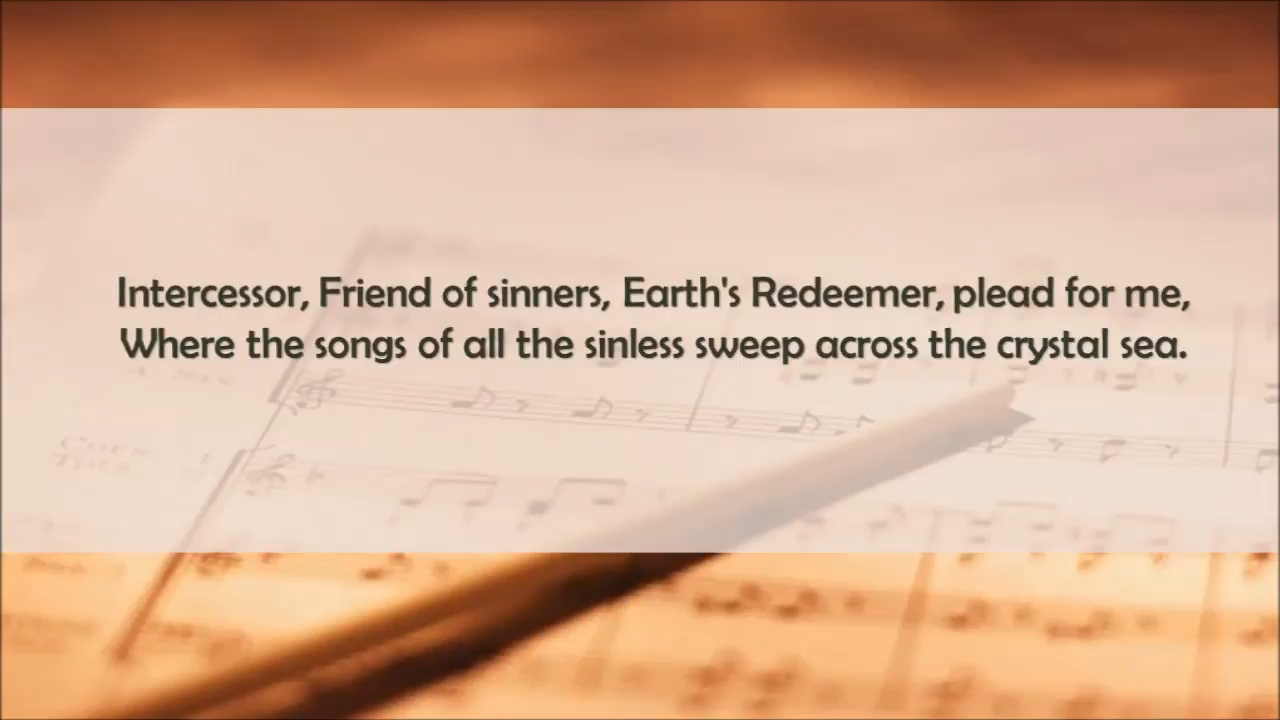 Intercessor, Friend of sinners, Earth's Redeemer, plead for me,
Where the songs of all the sinless sweep across the crystal sea.